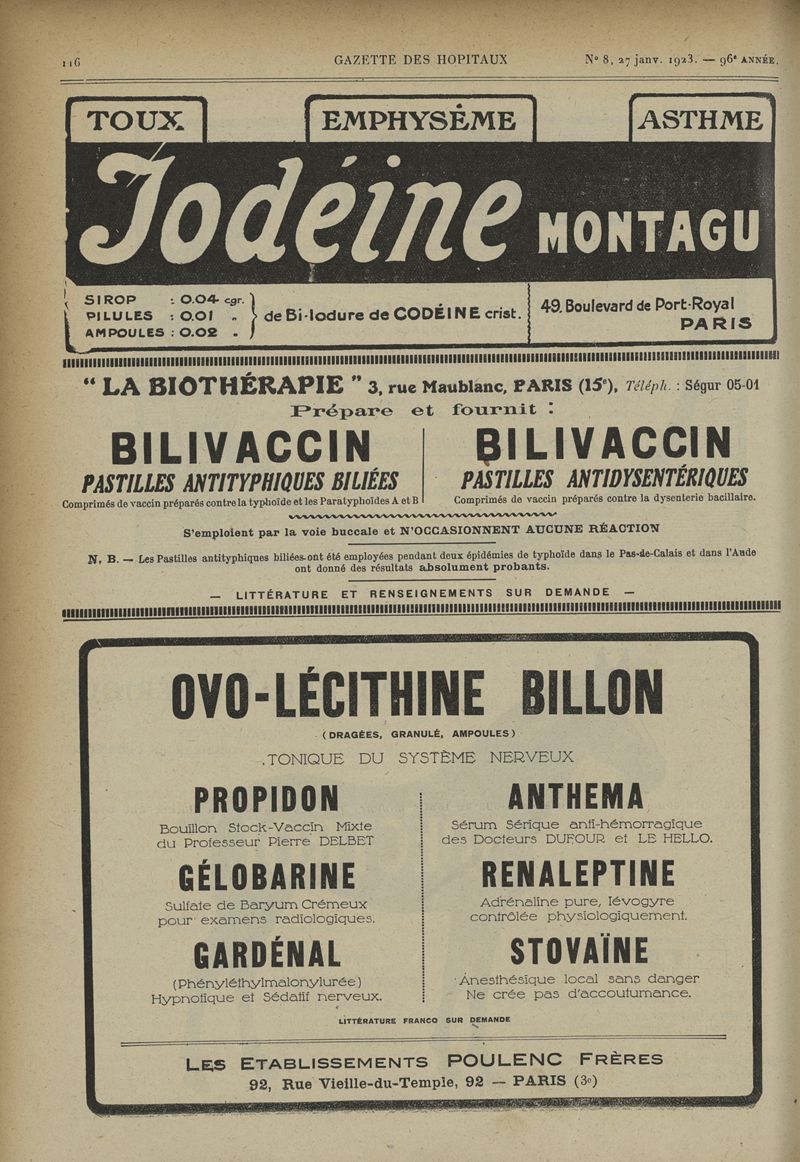 116
GAZETTE DES HOPITAUX
N° 8, 27 janv. 1923. — 96e ANNÉE.
TOUX
EMPHYSÈME
ASTHME
Iodéine MONTAGU
SIROP : 0.04 cgr.
PILULES : 0.01 „
AMPOULES : 0.02 „
de Bi-Iodure de CODÉINE crist.
49, Boulevard de Port-Royal
PARIS
“ LA BIOTHÉRAPIE ” 3, rue Maublanc, PARIS (15e), Téléph. : Ségur 05-01
Prépare et fournit :
BILIVACCIN
PASTILLES ANTITYPHIQUES BILIÉES
Comprimés de vaccin préparés contre la typhoïde et les Paratyphoïdes A et B
BILIVACCIN
PASTILLES ANTIDYSENTÉRIQUES
Comprimés de vaccin préparés contre la dysenterie bacillaire.
S'emploient par la voie buccale et N'OCCASIONNENT AUCUNE RÉACTION
N. B. — Les Pastilles antityphiques biliées ont été employées pendant deux épidémies de typhoïde dans le Pas-de-Calais et dans l'Aude
ont donné des résultats absolument probants.
— LITTÉRATURE ET RENSEIGNEMENTS SUR DEMANDE —
OVO-LÉCITHINE BILLON
(DRAGÉES, GRANULÉ, AMPOULES)
TONIQUE DU SYSTÈME NERVEUX
PROPIDON
Bouillon Stock-Vaccin Mixte
du Professeur Pierre DELBET
GÉLOBARINE
Sulfate de Baryum Crémeux
pour examens radiologiques.
GARDÉNAL
(Phényléthylmalonylurée)
Hypnotique et Sédatif nerveux.
ANTHEMA
Sérum Sérique anti-hémorragique
des Docteurs DUFOUR et LE HELLO.
RENALEPTINE
Adrénaline pure, lévogyre
contrôlée physiologiquement.
STOVAÏNE
Anesthésique local sans danger
Ne crée pas d'accoutumance.
LITTÉRATURE FRANCO SUR DEMANDE
LES ETABLISSEMENTS POULENC FRÈRES
92, Rue Vieille-du-Temple, 92 — PARIS (3e)